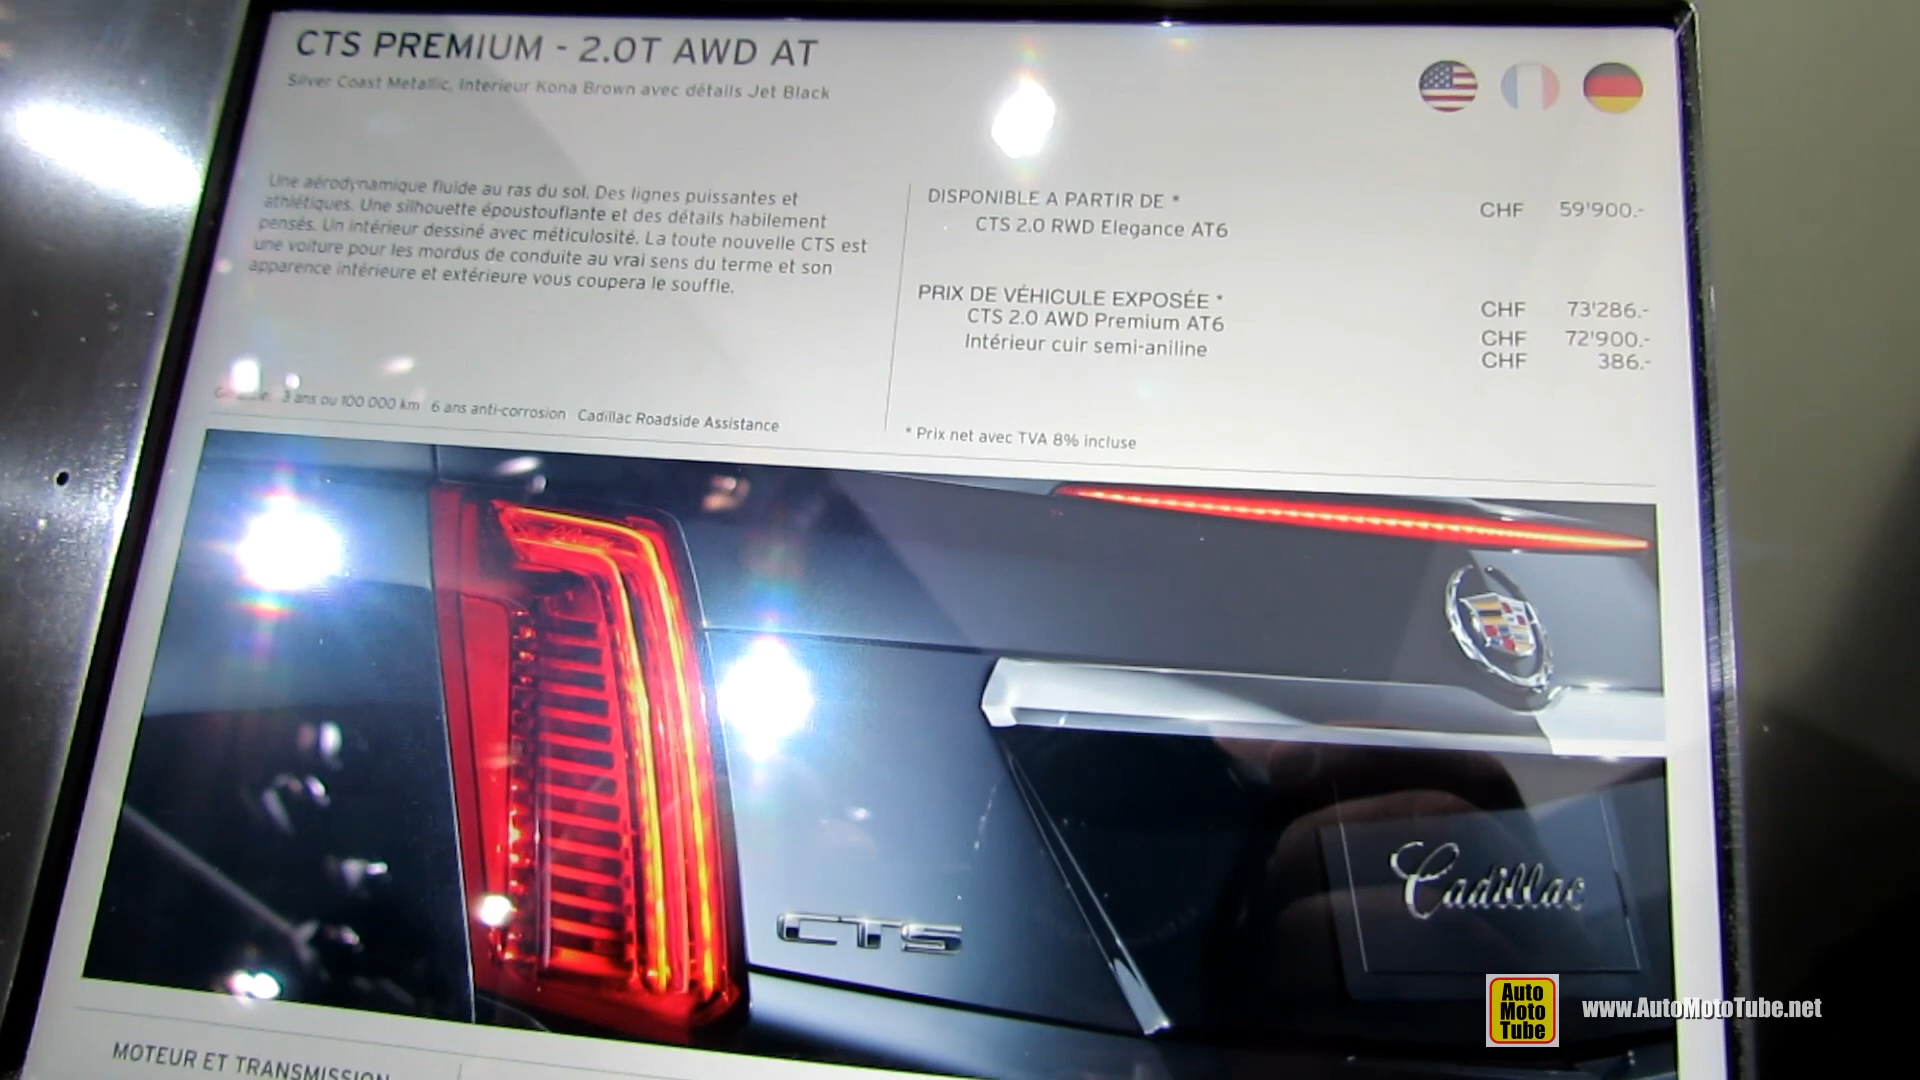 CTS PREMIUM - 2.0T AWD AT
Silver Coast Metallic, Interieur Kona Brown avec détails Jet Black
Une aérodynamique fluide au ras du sol. Des lignes puissantes et
athlétiques. Une silhouette époustouflante et des détails habilement
pensés. Un intérieur dessiné avec méticulosité. La toute nouvelle CTS est
une voiture pour les mordus de conduite au vrai sens du terme et son
apparence intérieure et extérieure vous coupera le souffle.
3 ans ou 100 000 km 6 ans anti-corrosion Cadillac Roadside Assistance
DISPONIBLE A PARTIR DE * CHF 59'900.-
CTS 2.0 RWD Elegance AT6
PRIX DE VÉHICULE EXPOSÉE * CHF 73'286.-
CTS 2.0 AWD Premium AT6 CHF 72'900.-
Intérieur cuir semi-aniline CHF 386.-
* Prix net avec TVA 8% incluse
CTS
Cadillac
MOTEUR ET TRANSMISSION
Auto
Moto
Tube
www.AutoMotoTube.net